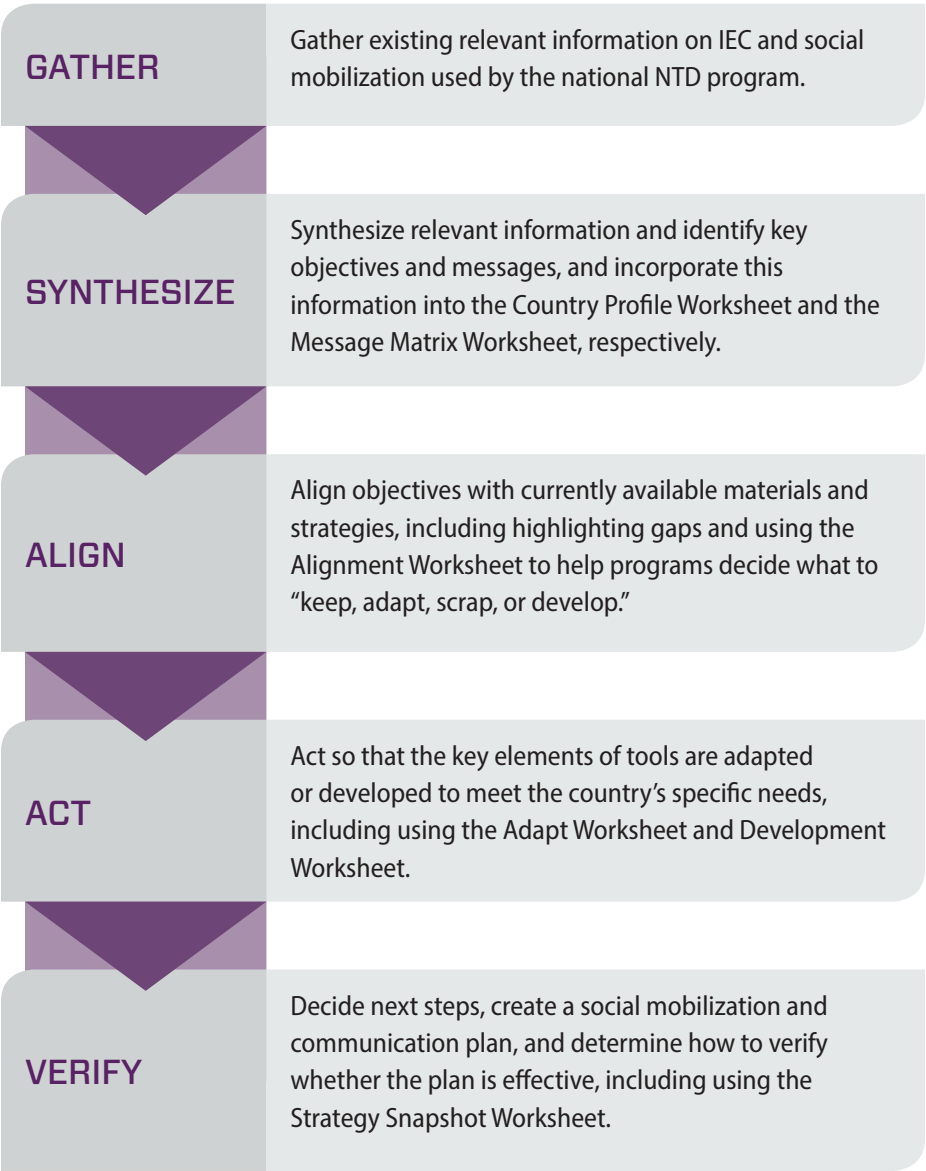 GATHER
Gather existing relevant information on IEC and social
mobilization used by the national NTD program.
SYNTHESIZE
Synthesize relevant information and identify key
objectives and messages, and incorporate this
information into the Country Profile Worksheet and the
Message Matrix Worksheet, respectively.
ALIGN
Align objectives with currently available materials and
strategies, including highlighting gaps and using the
Alignment Worksheet to help programs decide what to
“keep, adapt, scrap, or develop.”
ACT
Act so that the key elements of tools are adapted
or developed to meet the country’s specific needs,
including using the Adapt Worksheet and Development
Worksheet.
VERIFY
Decide next steps, create a social mobilization and
communication plan, and determine how to verify
whether the plan is effective, including using the
Strategy Snapshot Worksheet.